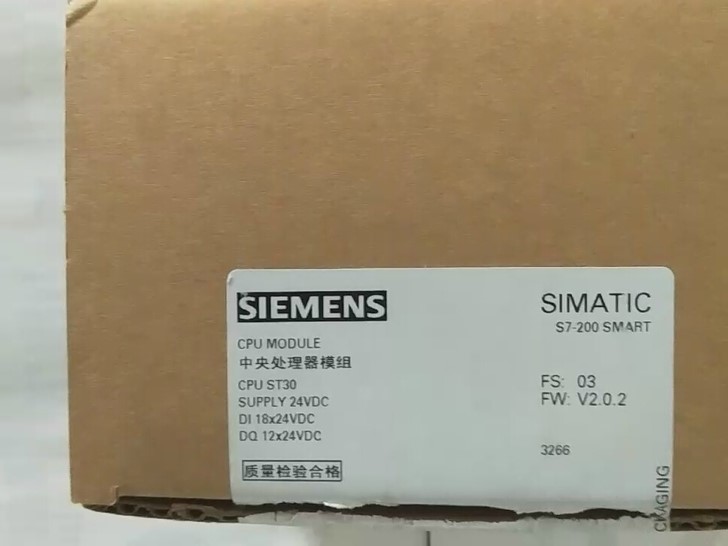 SIEMENS
SIMATIC
S7-200 SMART
CPU MODULE
中央处理器模组
CPU ST30
SUPPLY 24VDC
DI 18x24VDC
DQ 12x24VDC
FS: 03
FW: V2.0.2
3266
质量检验合格
CKAGING